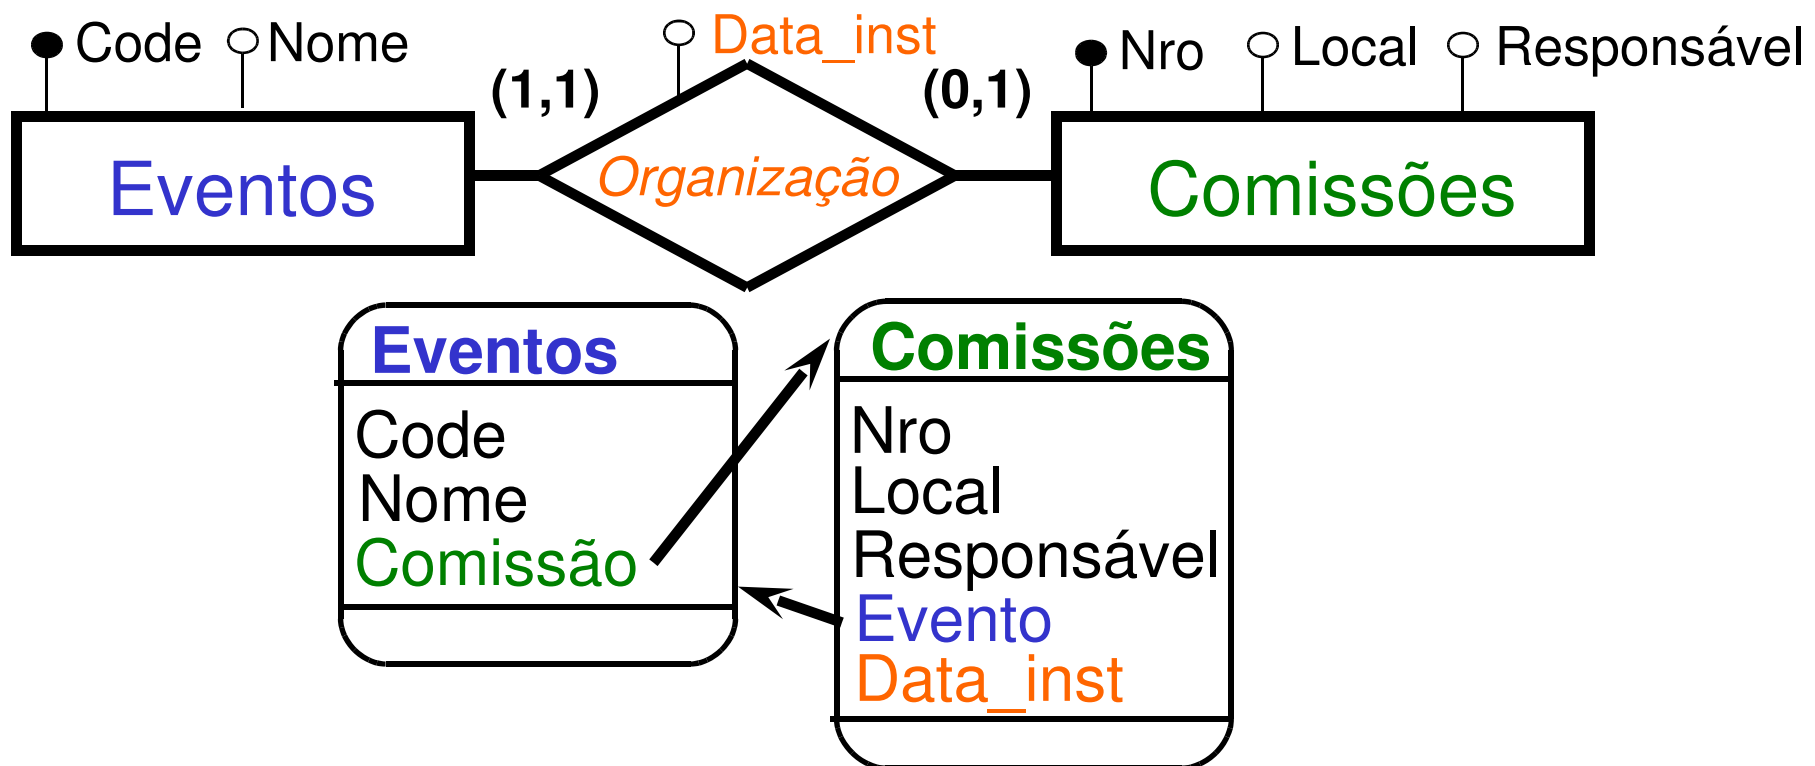 Code Nome Data_inst Nro Local Responsável
(1,1) (0,1)
Eventos Organização Comissões
Eventos
Code
Nome
Comissão
Comissões
Nro
Local
Responsável
Evento
Data_inst